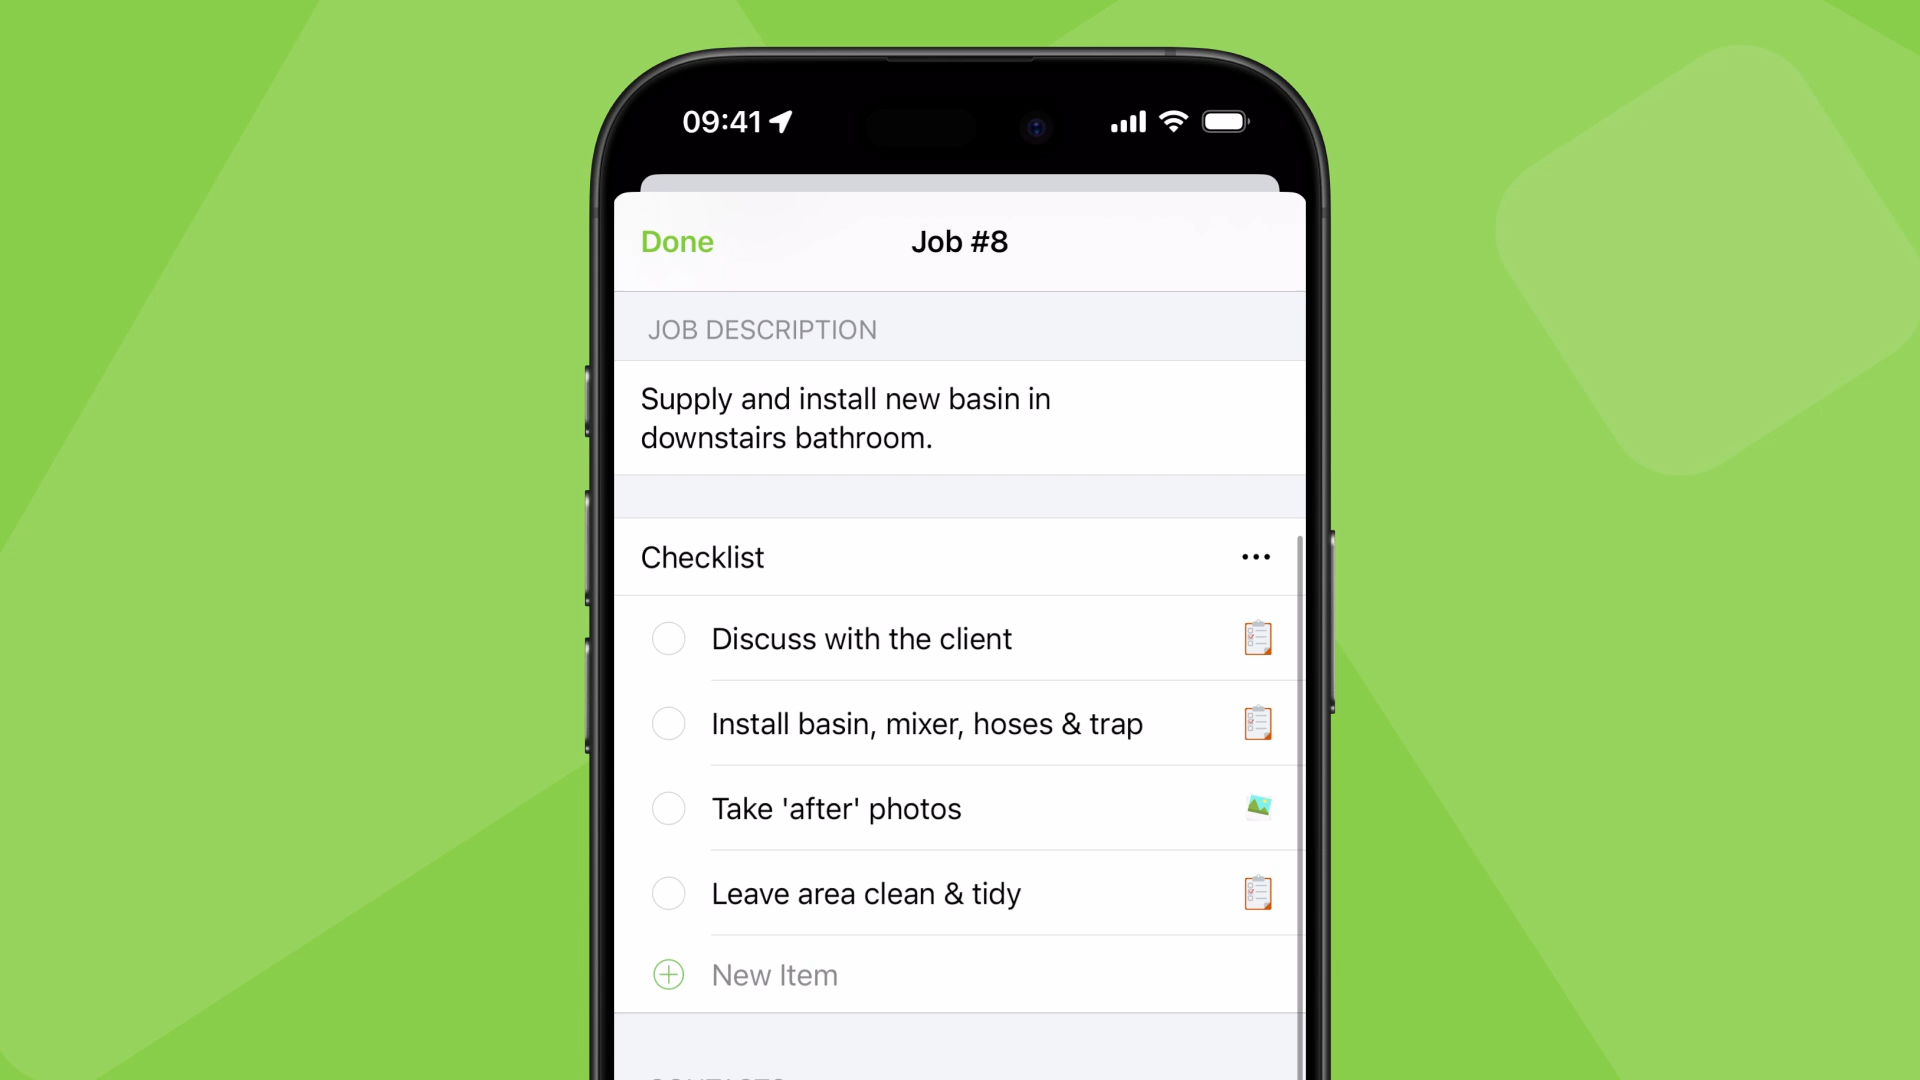 09:41
Done
Job #8
JOB DESCRIPTION
Supply and install new basin in
downstairs bathroom.
Checklist
Discuss with the client
Install basin, mixer, hoses & trap
Take 'after' photos
Leave area clean & tidy
New Item